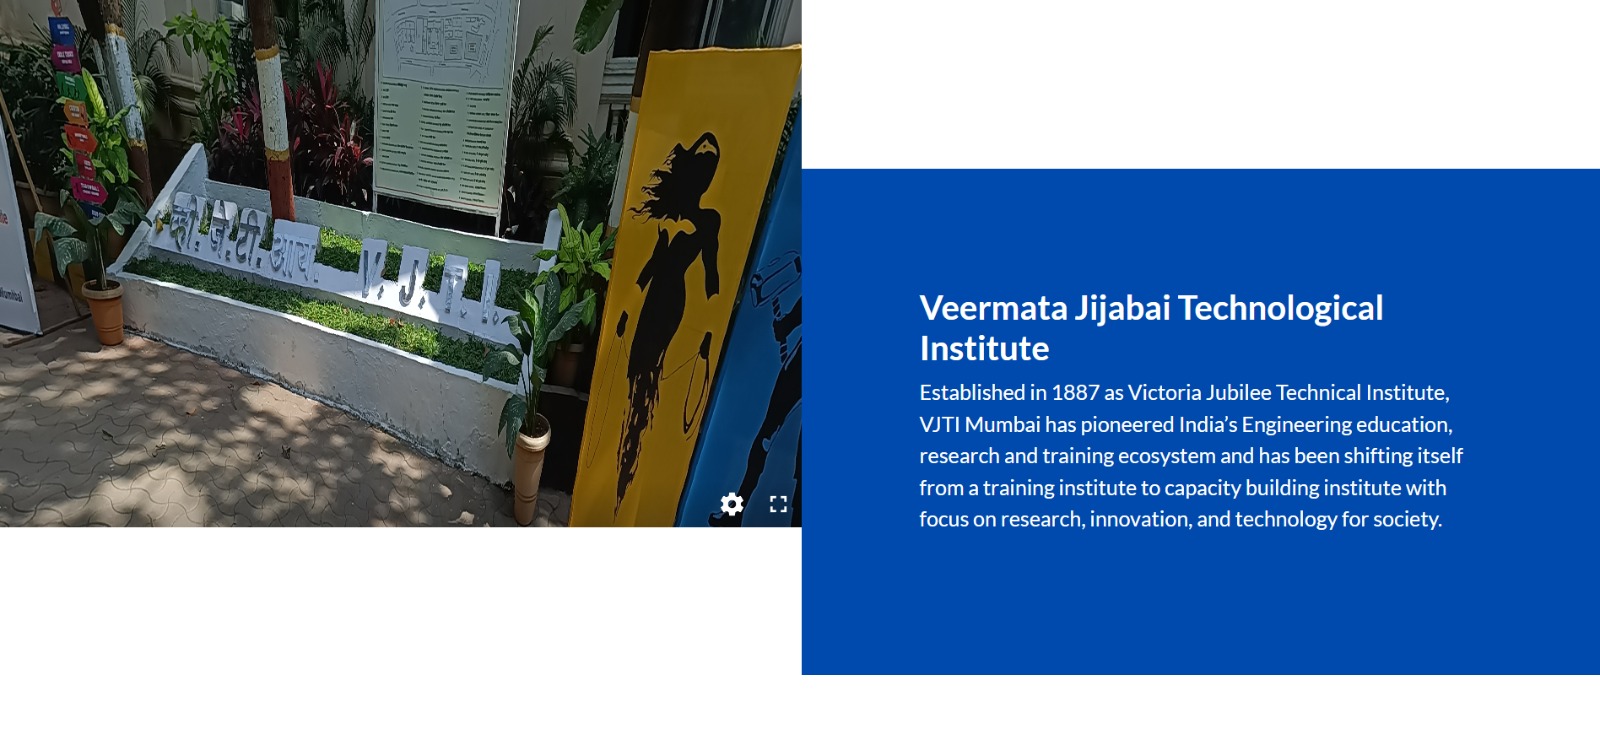 व्ही. जे. टी. आय. V.J.T.I.
Veermata Jijabai Technological
Institute
Established in 1887 as Victoria Jubilee Technical Institute,
VJTI Mumbai has pioneered India’s Engineering education,
research and training ecosystem and has been shifting itself
from a training institute to capacity building institute with
focus on research, innovation, and technology for society.